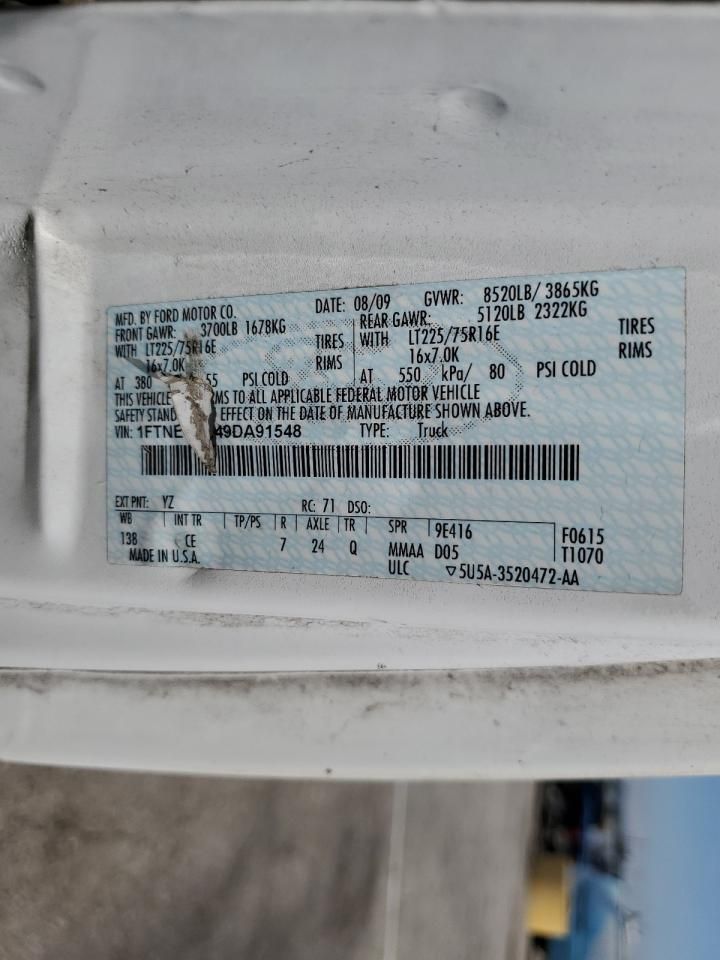 MFD. BY FORD MOTOR CO. DATE: 08/09 GVWR: 8520LB/ 3865KG
FRONT GAWR: 3700LB 1678KG REAR GAWR: 5120LB 2322KG
WITH LT225/75R16E TIRES WITH LT225/75R16E TIRES
16x7.0K RIMS 16x7.0K RIMS
AT 380 55 PSI COLD AT 550 kPa/ 80 PSI COLD
THIS VEHICLE MS TO ALL APPLICABLE FEDERAL MOTOR VEHICLE
SAFETY STAND EFFECT ON THE DATE OF MANUFACTURE SHOWN ABOVE.
VIN: 1FTNE 49DA91548 TYPE: Truck
EXT PNT: YZ RC: 71 DSO:
WB INT TR TP/PS R AXLE TR SPR 9E416 F0615
138 CE 7 24 Q MMAA D05 T1070
MADE IN U.S.A. ULC ▽5U5A-3520472-AA